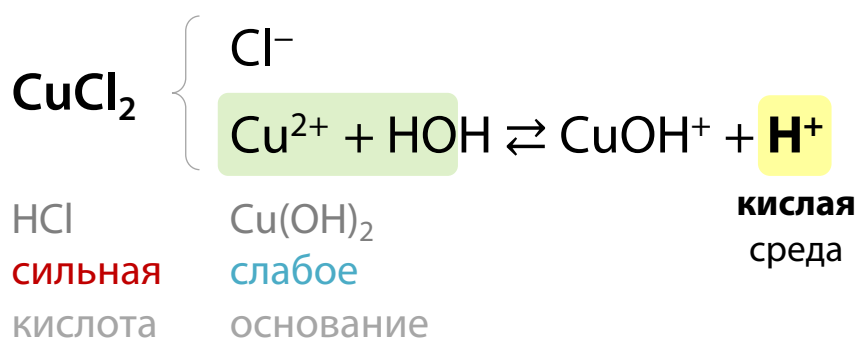 Cl⁻
CuCl₂
Cu²⁺ + HOH ⇄ CuOH⁺ + H⁺
кислая
среда
HCl Cu(OH)₂
сильная слабое
кислота основание